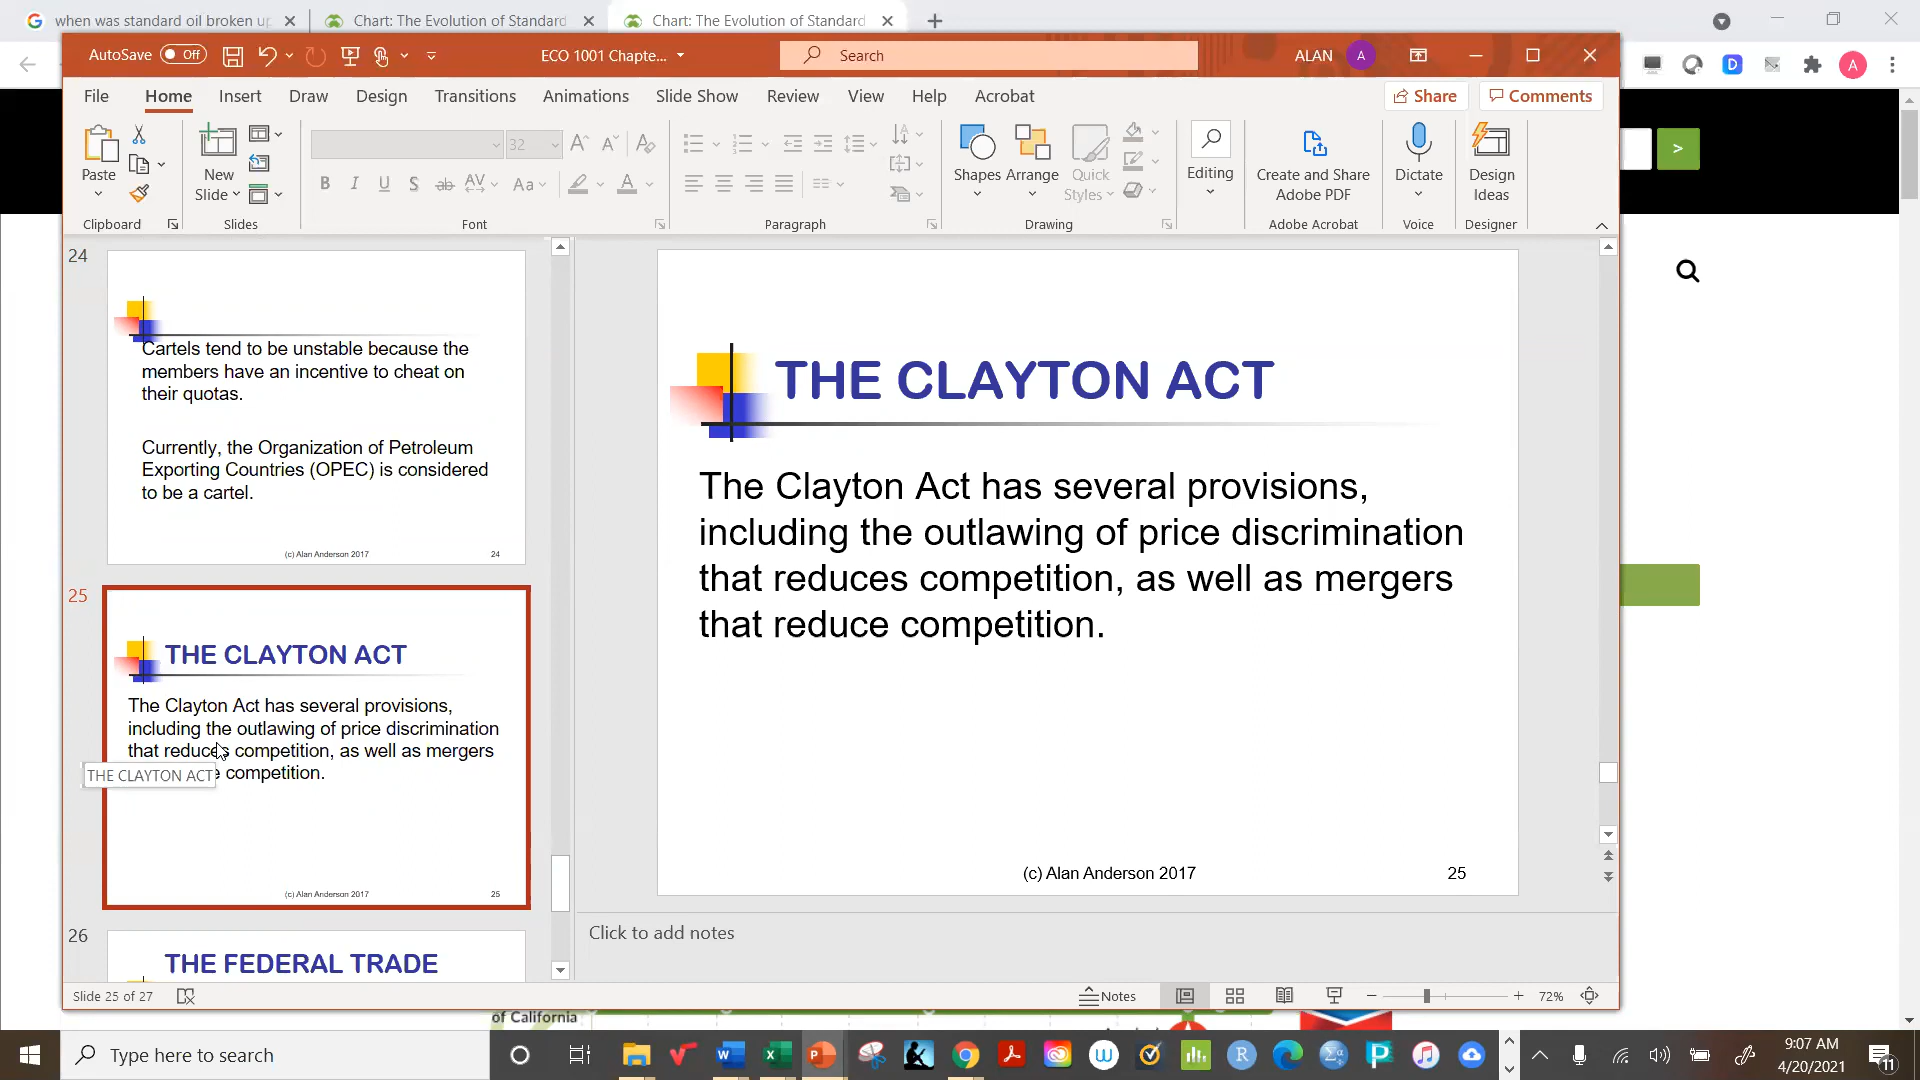 when was standard oil broken up
Chart: The Evolution of Standard
Chart: The Evolution of Standard
AutoSave Off
ECO 1001 Chapte...
Search
ALAN A
File Home Insert Draw Design Transitions Animations Slide Show Review View Help Acrobat
Share Comments
Paste
New
Slide
32
Shapes Arrange Quick
Styles
Editing
Create and Share
Adobe PDF
Dictate
Design
Ideas
Clipboard Slides Font Paragraph Drawing Adobe Acrobat Voice Designer
24
Cartels tend to be unstable because the
members have an incentive to cheat on
their quotas.
Currently, the Organization of Petroleum
Exporting Countries (OPEC) is considered
to be a cartel.
(c) Alan Anderson 2017 24
25
THE CLAYTON ACT
The Clayton Act has several provisions,
including the outlawing of price discrimination
that reduces competition, as well as mergers
competition.
THE CLAYTON ACT
(c) Alan Anderson 2017 25
26
THE FEDERAL TRADE
THE CLAYTON ACT
The Clayton Act has several provisions,
including the outlawing of price discrimination
that reduces competition, as well as mergers
that reduce competition.
(c) Alan Anderson 2017 25
Click to add notes
Slide 25 of 27
Notes
72%
of California
Type here to search
9:07 AM
4/20/2021
11